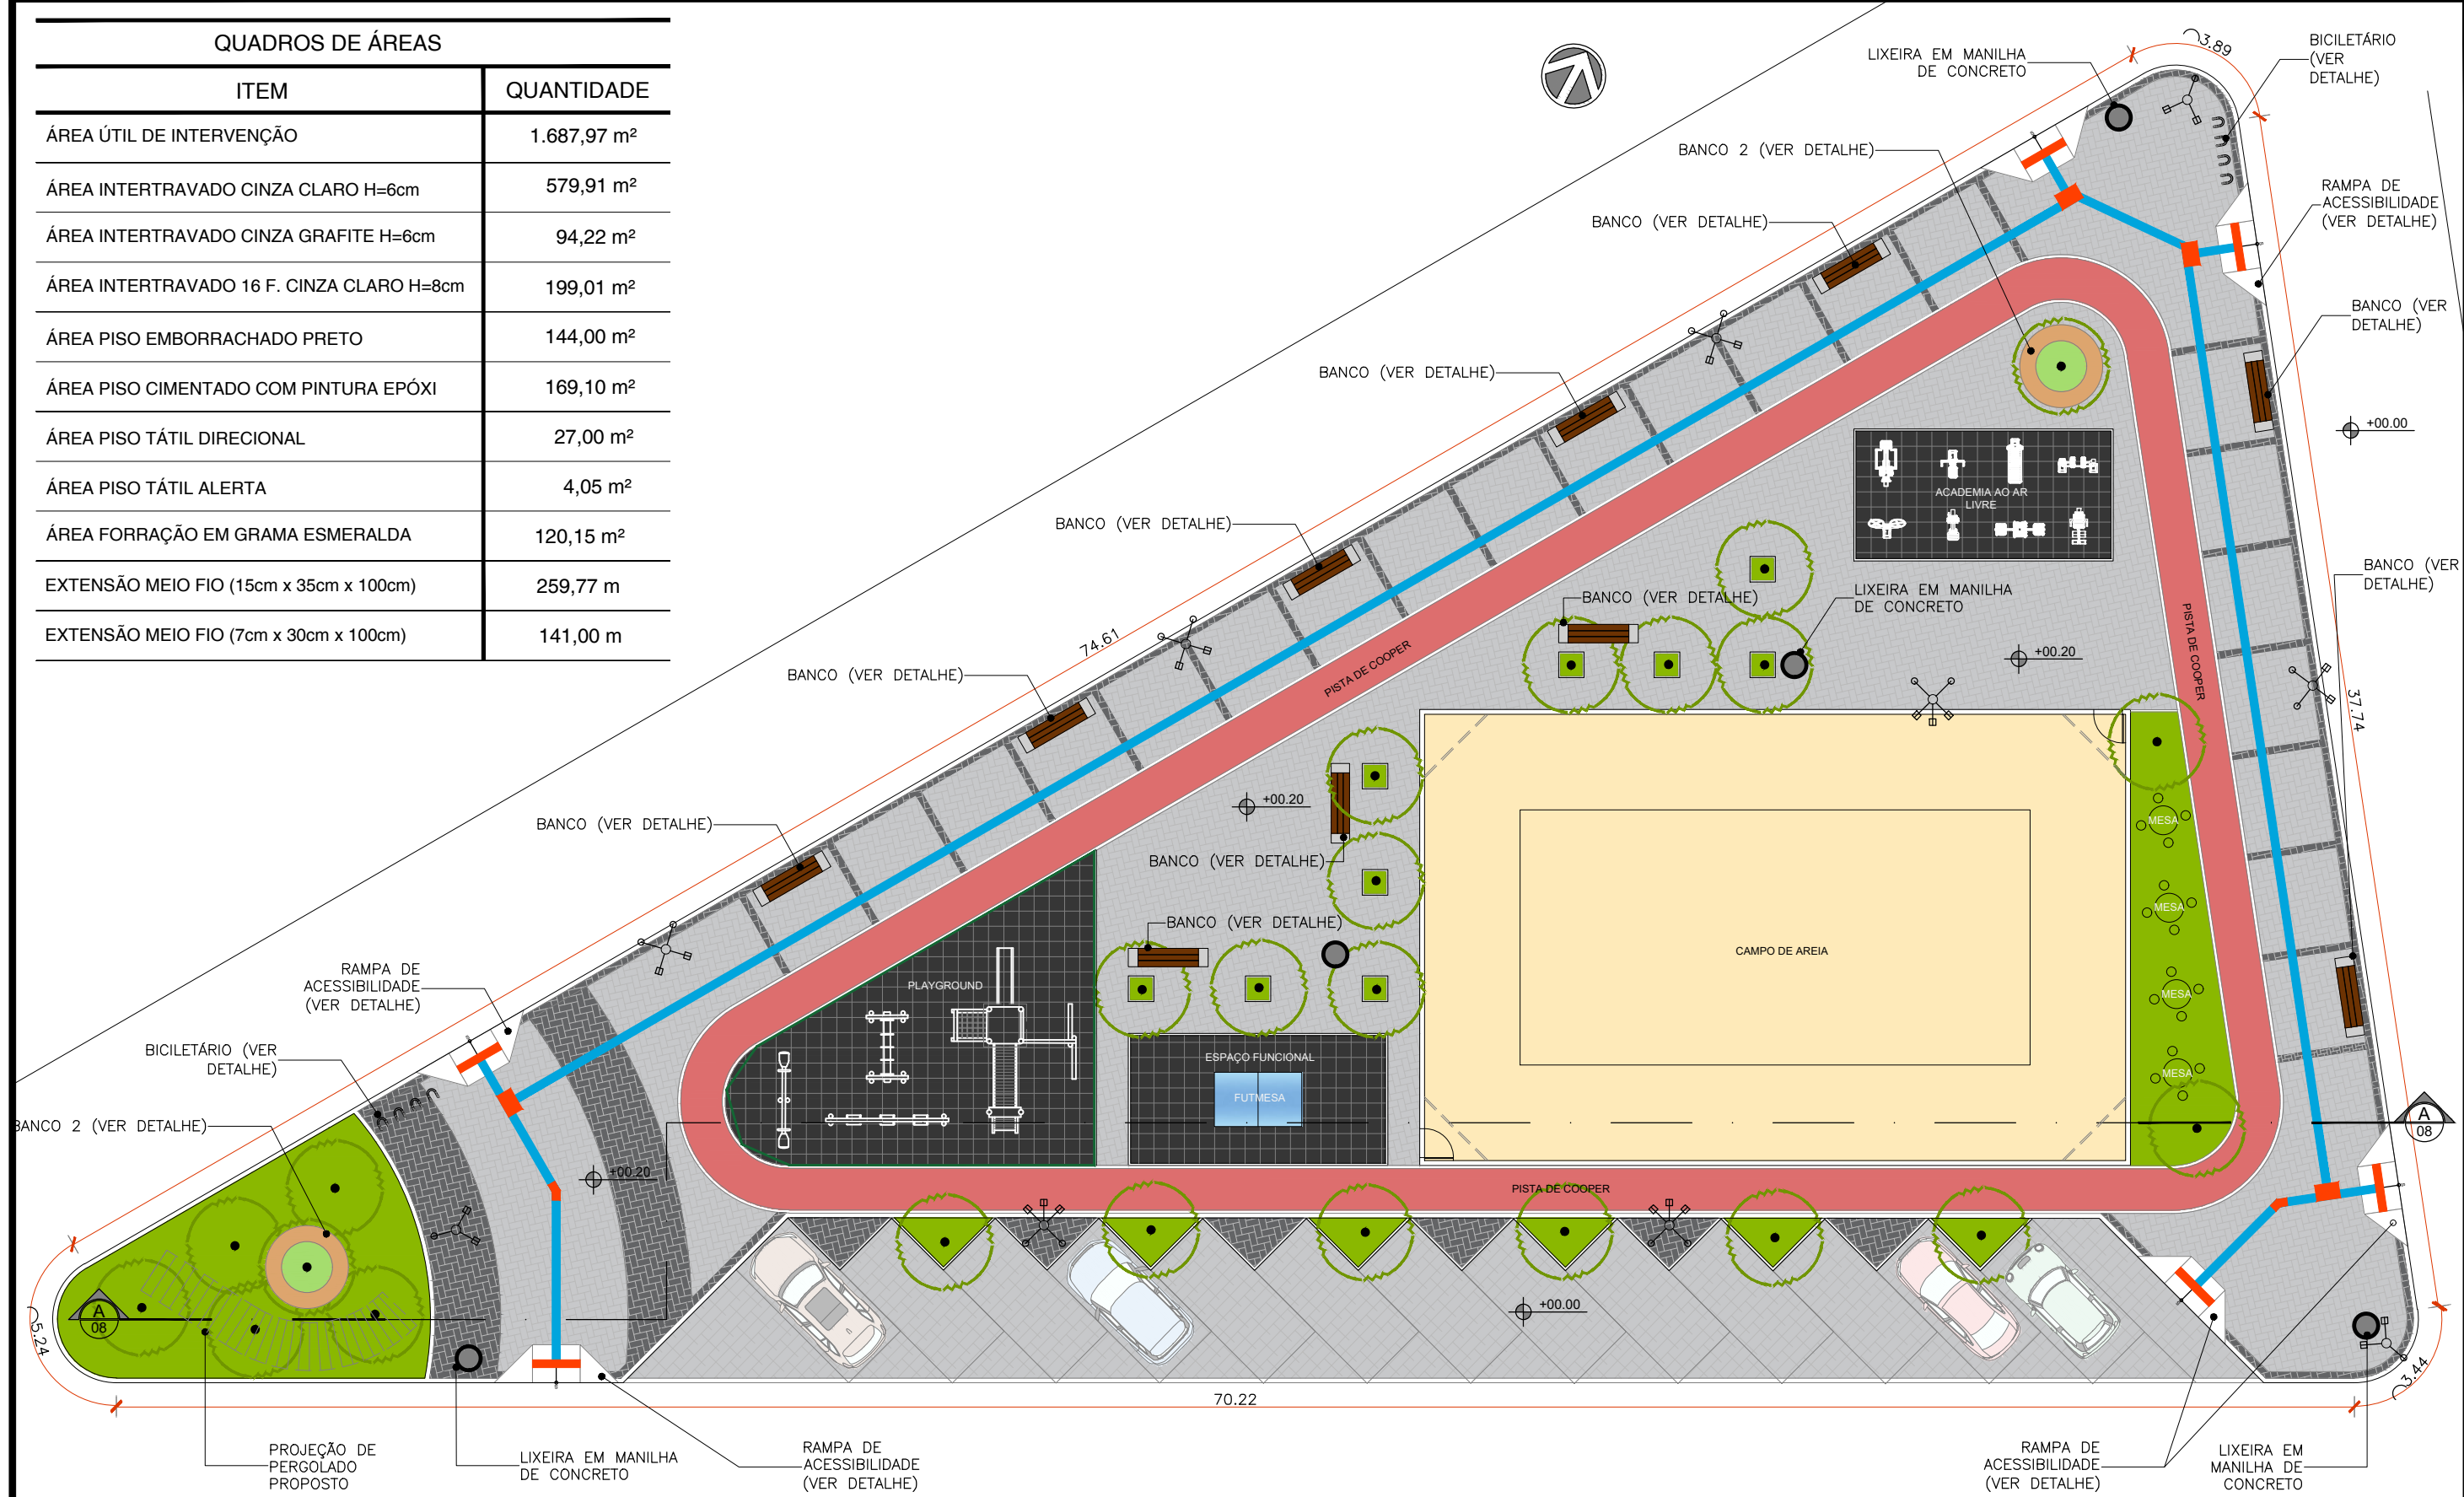 QUADROS DE ÁREAS
ITEM QUANTIDADE
ÁREA ÚTIL DE INTERVENÇÃO 1.687,97 m²
ÁREA INTERTRAVADO CINZA CLARO H=6cm 579,91 m²
ÁREA INTERTRAVADO CINZA GRAFITE H=6cm 94,22 m²
ÁREA INTERTRAVADO 16 F. CINZA CLARO H=8cm 199,01 m²
ÁREA PISO EMBORRACHADO PRETO 144,00 m²
ÁREA PISO CIMENTADO COM PINTURA EPÓXI 169,10 m²
ÁREA PISO TÁTIL DIRECIONAL 27,00 m²
ÁREA PISO TÁTIL ALERTA 4,05 m²
ÁREA FORRAÇÃO EM GRAMA ESMERALDA 120,15 m²
EXTENSÃO MEIO FIO (15cm x 35cm x 100cm) 259,77 m
EXTENSÃO MEIO FIO (7cm x 30cm x 100cm) 141,00 m
LIXEIRA EM MANILHA
DE CONCRETO
3.89
BICILETÁRIO
(VER
DETALHE)
BANCO 2 (VER DETALHE)
RAMPA DE
ACESSIBILIDADE
(VER DETALHE)
BANCO (VER DETALHE)
BANCO (VER
DETALHE)
BANCO (VER DETALHE)
+00.00
ACADEMIA AO AR
LIVRE
BANCO (VER DETALHE)
BANCO (VER
DETALHE)
BANCO (VER DETALHE)
LIXEIRA EM MANILHA
DE CONCRETO
PISTA DE COOPER
74.61
PISTA DE COOPER
+00.20
BANCO (VER DETALHE)
37.74
+00.20
BANCO (VER DETALHE)
MESA
BANCO (VER DETALHE)
MESA
BANCO (VER DETALHE)
CAMPO DE AREIA
RAMPA DE
ACESSIBILIDADE
(VER DETALHE)
PLAYGROUND
MESA
BICILETÁRIO (VER
DETALHE)
ESPAÇO FUNCIONAL
MESA
FUTMESA
BANCO 2 (VER DETALHE)
A
08
+00.20
PISTA DE COOPER
A
08
+00.00
5.24
3.44
70.22
PROJEÇÃO DE
PERGOLADO
PROPOSTO
LIXEIRA EM MANILHA
DE CONCRETO
RAMPA DE
ACESSIBILIDADE
(VER DETALHE)
RAMPA DE
ACESSIBILIDADE
(VER DETALHE)
LIXEIRA EM
MANILHA DE
CONCRETO